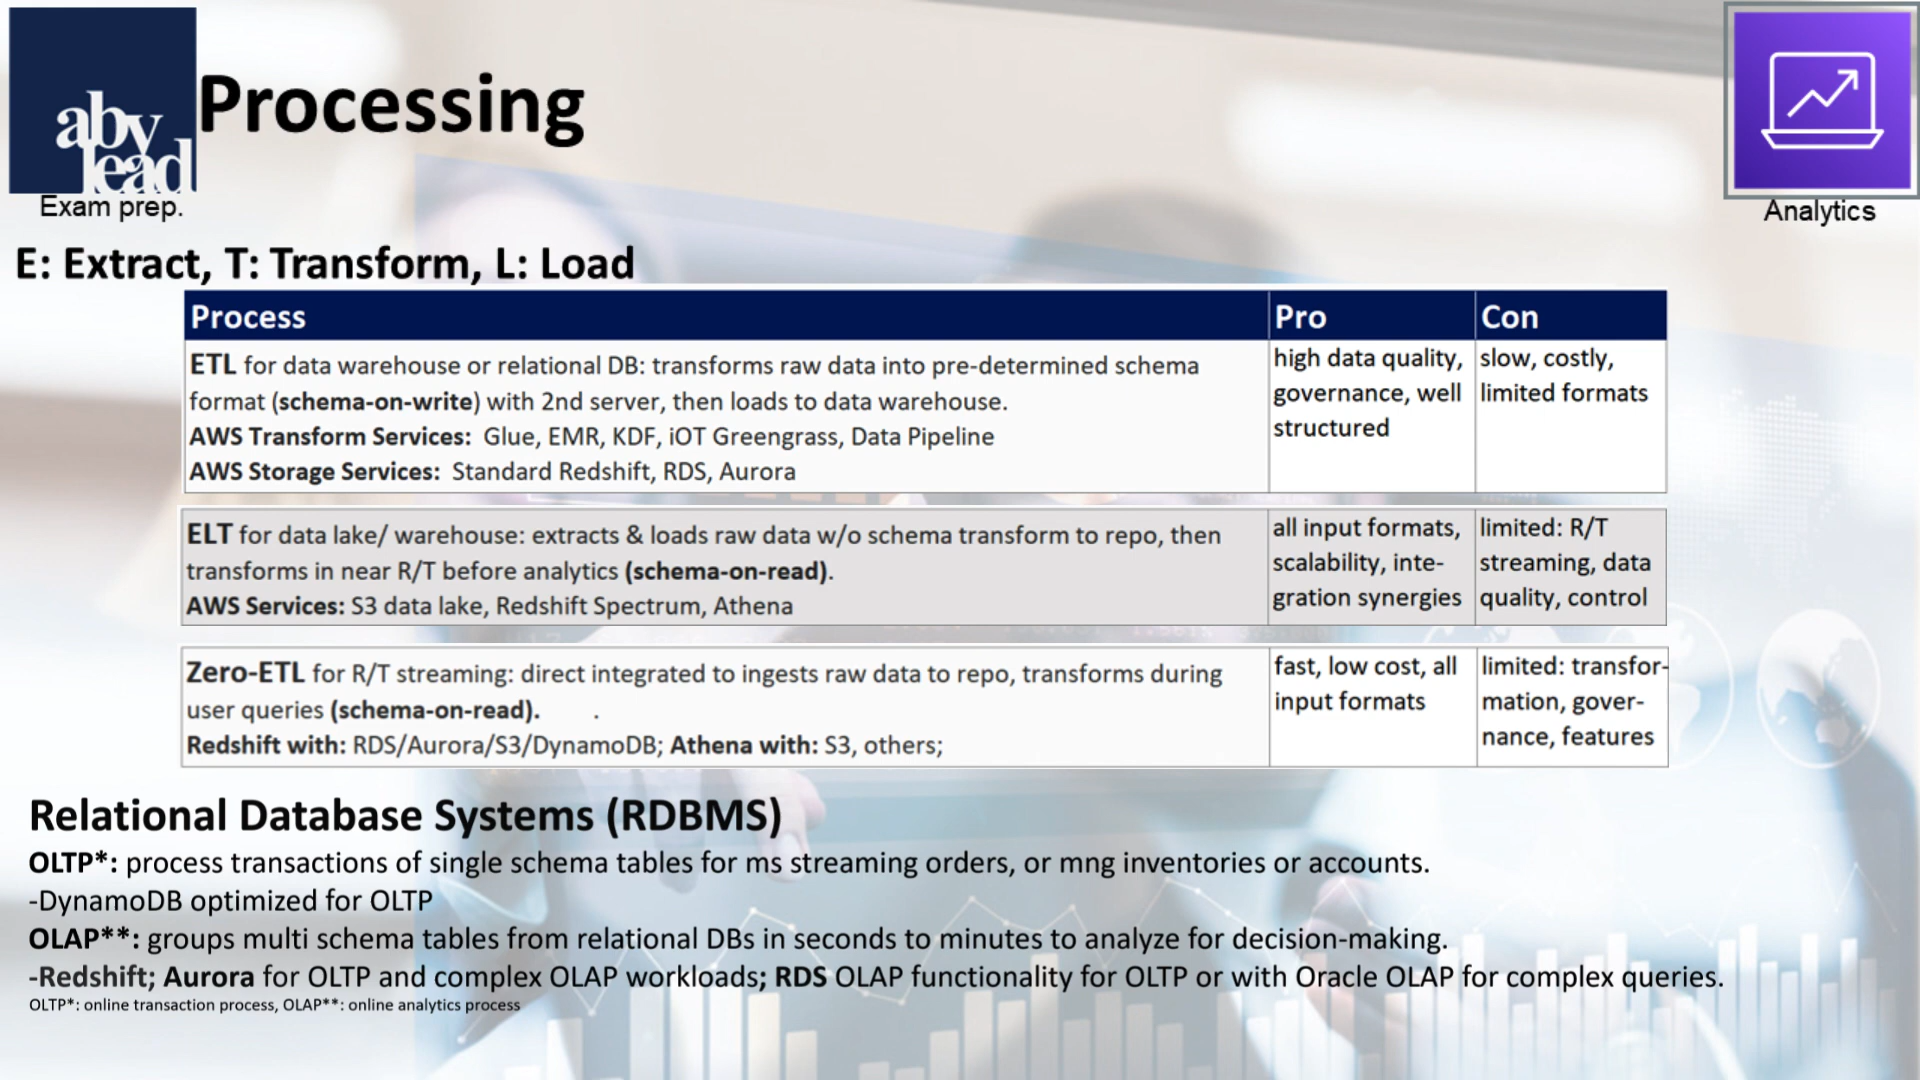 aby
lead
Exam prep.
Processing
Analytics
E: Extract, T: Transform, L: Load
Process
Pro
Con
ETL for data warehouse or relational DB: transforms raw data into pre-determined schema
format (schema-on-write) with 2nd server, then loads to data warehouse.
AWS Transform Services: Glue, EMR, KDF, iOT Greengrass, Data Pipeline
AWS Storage Services: Standard Redshift, RDS, Aurora
high data quality,
governance, well
structured
slow, costly,
limited formats
ELT for data lake/ warehouse: extracts & loads raw data w/o schema transform to repo, then
transforms in near R/T before analytics (schema-on-read).
AWS Services: S3 data lake, Redshift Spectrum, Athena
all input formats,
scalability, inte-
gration synergies
limited: R/T
streaming, data
quality, control
Zero-ETL for R/T streaming: direct integrated to ingests raw data to repo, transforms during
user queries (schema-on-read). .
Redshift with: RDS/Aurora/S3/DynamoDB; Athena with: S3, others;
fast, low cost, all
input formats
limited: transfor-
mation, gover-
nance, features
Relational Database Systems (RDBMS)
OLTP*: process transactions of single schema tables for ms streaming orders, or mng inventories or accounts.
-DynamoDB optimized for OLTP
OLAP**: groups multi schema tables from relational DBs in seconds to minutes to analyze for decision-making.
-Redshift; Aurora for OLTP and complex OLAP workloads; RDS OLAP functionality for OLTP or with Oracle OLAP for complex queries.
OLTP*: online transaction process, OLAP**: online analytics process